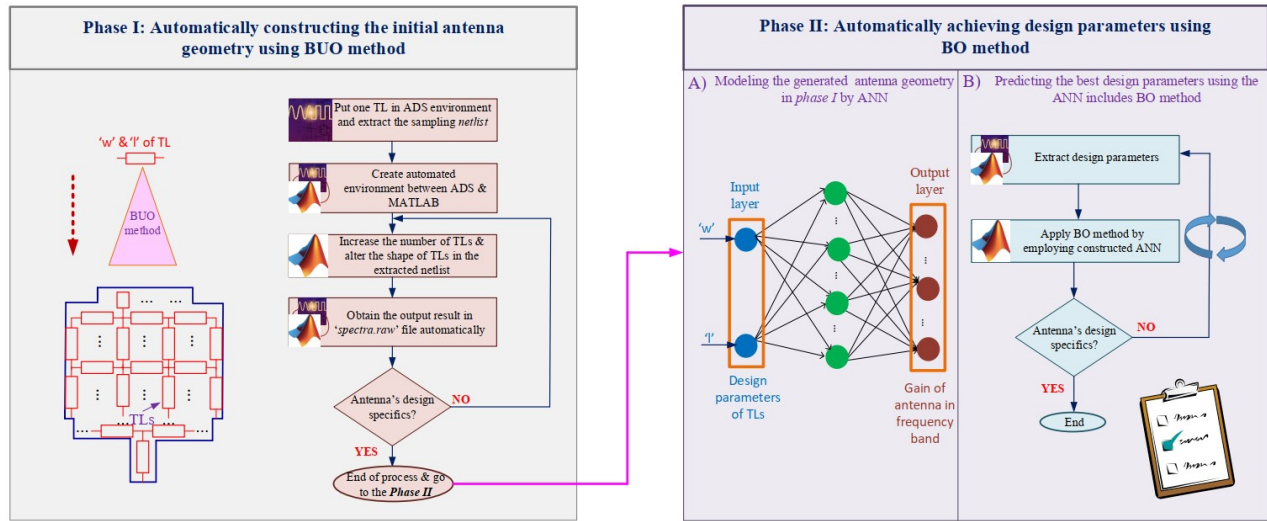 Phase I: Automatically constructing the initial antenna
geometry using BUO method
‘w’ & ‘l’ of TL
BUO
method
... ...
... ...
TLs
Put one TL in ADS environment
and extract the sampling netlist
Create automated
environment between ADS &
MATLAB
Increase the number of TLs &
alter the shape of TLs in the
extracted netlist
Obtain the output result in
‘spectra.raw’ file automatically
Antenna’s design
specifics?
NO
YES
End of process & go
to the Phase II
Phase II: Automatically achieving design parameters using
BO method
A) Modeling the generated antenna geometry
in phase I by ANN
Input
layer
Output
layer
‘w’
‘l’
Design
parameters
of TLs
Gain of
antenna in
frequency
band
B) Predicting the best design parameters using the
ANN includes BO method
Extract design parameters
Apply BO method by
employing constructed ANN
Antenna’s design
specifics?
NO
YES
End